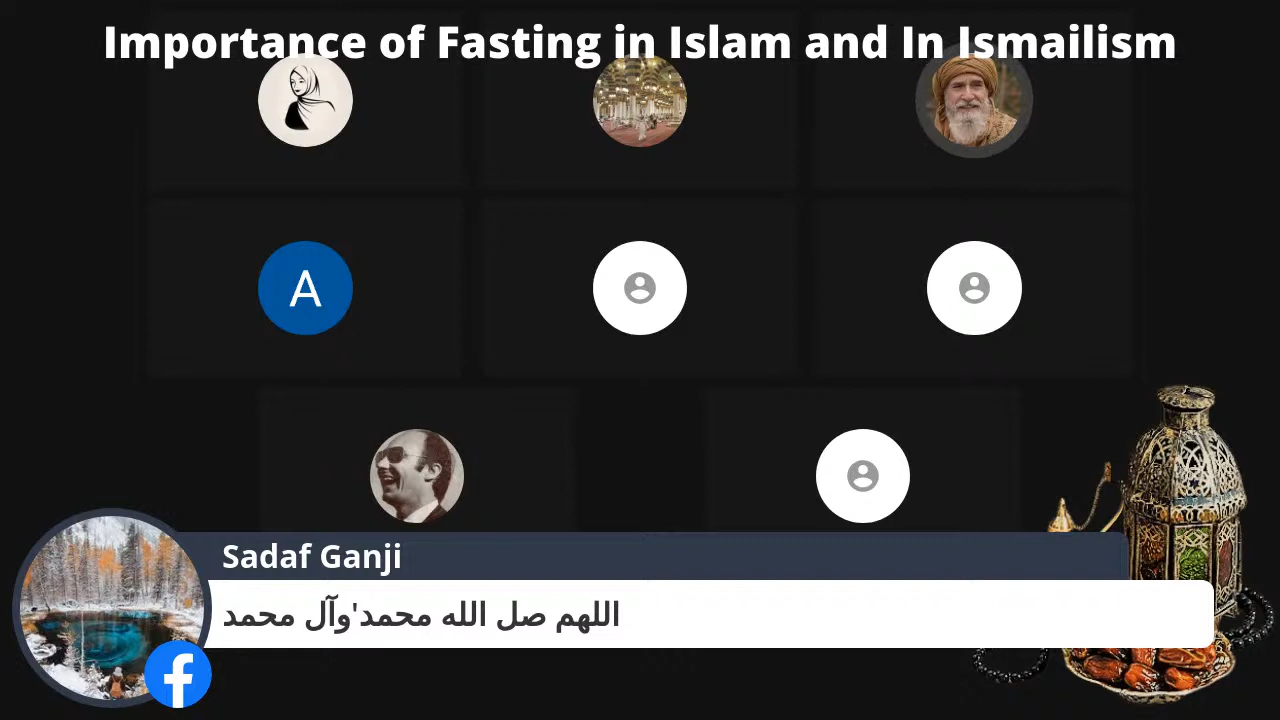 Importance of Fasting in Islam and In Ismailism
A
Sadaf Ganji
اللهم صل الله محمد'وآل محمد